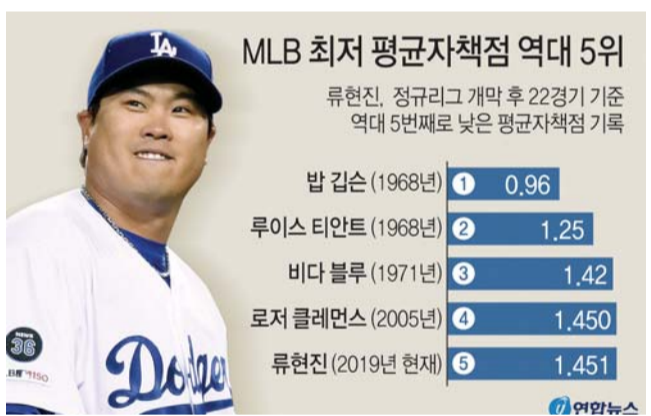 MLB 최저 평균자책점 역대 5위
류현진, 정규리그 개막 후 22경기 기준
역대 5번째로 낮은 평균자책점 기록
밥 깁슨 (1968년) 1 0.96
루이스 티안트 (1968년) 2 1.25
비다 블루 (1971년) 3 1.42
로저 클레먼스 (2005년) 4 1.450
류현진 (2019년 현재) 5 1.451
LA
36
150
Dodgers
연합뉴스